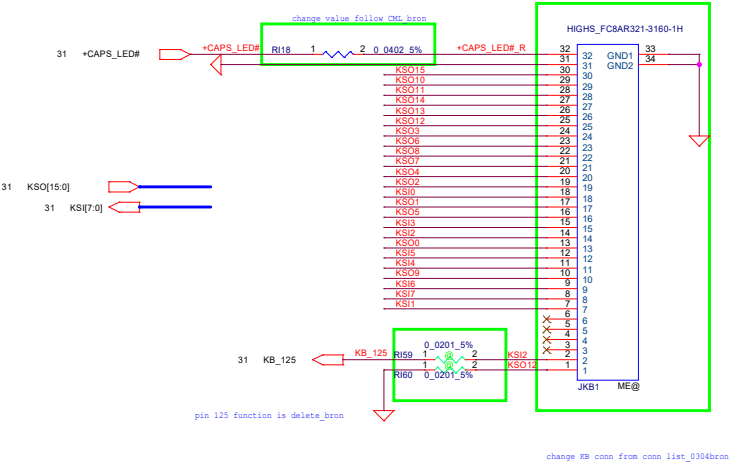 change value follow CML_bron
HIGHS_FC8AR321-3160-1H
31 +CAPS_LED# +CAPS_LED# RI18 1 2 0_0402_5% +CAPS_LED#_R 32 32 GND1 33
31 31 GND2 34
KSO15 30 30
KSO10 29 29
KSO11 28 28
KSO14 27 27
KSO13 26 26
KSO12 25 25
KSO3 24 24
KSO6 23 23
KSO8 22 22
KSO7 21 21
KSO4 20 20
KSO2 19 19
KSI0 18 18
KSO1 17 17
KSO5 16 16
KSI3 15 15
KSI2 14 14
KSO0 13 13
KSI5 12 12
KSI4 11 11
KSO9 10 10
KSI6 9 9
KSI7 8 8
KSI1 7 7
6 6
5 5
4 4
3 3
31 KSO[15:0]
31 KSI[7:0]
0_0201_5%
31 KB_125 KB_125 RI59 1 @ 2 KSI2 2 2
RI60 1 @ 2 KSO12 1 1
0_0201_5%
JKB1 ME@
pin 125 function is delete_bron
change KB conn from conn list_0304bron